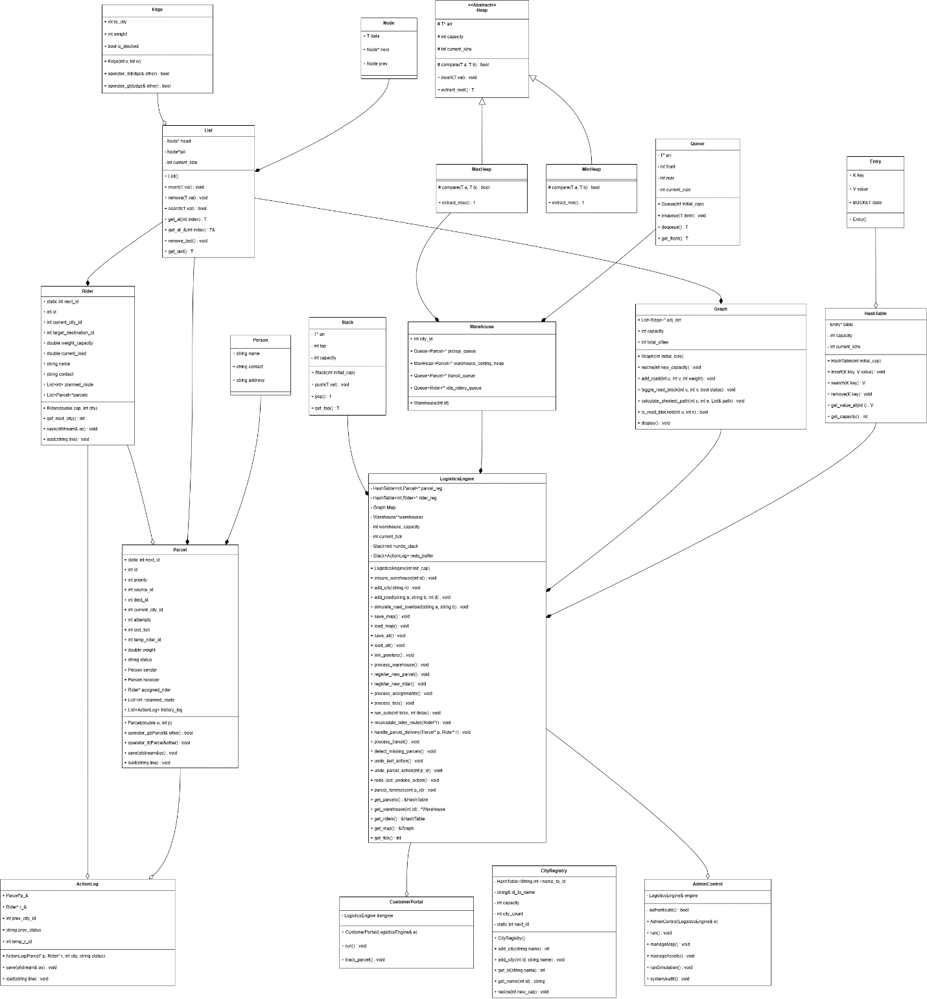 Edge
+ int to_city
+ int weight
+ bool is_blocked
+ Edge(int v, int w)
+ operator_lt(Edge& other) : bool
+ operator_gt(Edge& other) : bool
Node
+ T data
+ Node* next
+ Node prev
<<Abstract>>
Heap
# T* arr
# int capacity
# int current_size
# compare(T a, T b) : bool
+ insert(T val) : void
+ extract_root() : T
List
- Node* head
- Node*tail
- int current_size
+ List()
+ insert(T val) : void
+ remove(T val) : void
+ search(T val) : bool
+ get_at(int index) : T
+ get_at_&(int index) : T&
+ remove_last() : void
+ get_last() : T
MaxHeap
# compare(T a, T b) : bool
+ extract_max() : T
MinHeap
# compare(T a, T b) : bool
+ extract_min() : T
Queue
- T* arr
- int front
- int rear
- int current_size
+ Queue(int initial_cap)
+ enqueue(T item) : void
+ dequeue() : T
+ get_front() : T
Entry
+ K key
+ V value
+ BUCKET state
+ Entry()
Rider
+ static int next_id
+ int id
+ int current_city_id
+ int target_destination_id
+ double weight_capacity
+ double current_load
+ string name
+ string contact
+ List<int> planned_route
+ List<Parcel>*parcels
+ Rider(double cap, int city)
+ get_next_city() : int
+ save(ofstream& os) : void
+ load(string line) : void
Person
+ string name
+ string contact
+ string address
Stack
- T* arr
- int top
- int capacity
+ Stack(int initial_cap)
+ push(T val) : void
+ pop() : T
+ get_top() : T
Warehouse
+ int city_id
+ Queue<Parcel>* pickup_queue
+ MaxHeap<Parcel>* warehouse_sorting_heap
+ Queue<Parcel>* transit_queue
+ Queue<Rider>* idle_riders_queue
+ Warehouse(int id)
Graph
+ List<Edge>* adj_list
+ int capacity
+ int total_cities
+ Graph(int initial_size)
+ resize(int new_capacity) : void
+ add_road(int u, int v, int weight) : void
+ toggle_road_block(int u, int v, bool status) : void
+ calculate_shortest_path(int s, int e, List& path) : void
+ is_road_blocked(int u, int v) : bool
+ display() : void
HashTable
- Entry* table
- int capacity
- int current_size
+ HashTable(int initial_cap)
+ insert(K key, V value) : void
+ search(K key) : V
+ remove(K key) : void
+ get_value_at(int i) : V
+ get_capacity() : int
Parcel
+ static int next_id
+ int id
+ int priority
+ int source_id
+ int dest_id
+ int current_city_id
+ int attempts
+ int last_tick
+ int temp_rider_id
+ double weight
+ string status
+ Person sender
+ Person receiver
+ Rider* assigned_rider
+ List<int >planned_route
+ List<ActionLog> history_log
+ Parcel(double w, int p)
+ operator_gt(Parcel& other) : bool
+ operator_lt(Parcel&other) : bool
+ save(ofstream&os) : void
+ load(string line) : void
LogisticsEngine
- HashTable<int,Parcel>* parcel_reg
- HashTable<int,Rider>* rider_reg
- Graph Map
- Warehouse**warehouses
- int warehouse_capacity
- int current_tick
- Stack<int >undo_stack
- Stack<ActionLog> redo_buffer
+ LogisticsEngine(int init_cap)
+ ensure_warehouse(int id) : void
+ add_city(string n) : void
+ add_road(string a, string b, int d) : void
+ simulate_road_overload(string a, string b) : void
+ save_map() : void
+ load_map() : void
+ save_all() : void
+ load_all() : void
+ link_pointers() : void
+ process_warehouse() : void
+ register_new_parcel() : void
+ register_new_rider() : void
+ process_assignments() : void
+ process_tick() : void
+ run_auto(int ticks, int delay) : void
+ recalculate_rider_routes(Rider*r) : void
+ handle_parcel_delivery(Parcel* p, Rider* r) : void
+ process_transit() : void
+ detect_missing_parcels() : void
+ undo_last_action() : void
+ undo_parcel_action(int p_id) : void
+ redo_last_undone_action() : void
+ parcel_forensics(int p_id) : void
+ get_parcels() : &HashTable
+ get_warehouse(int id) : *Warehouse
+ get_riders() : &HashTable
+ get_map() : &Graph
+ get_tick() : int
ActionLog
+ Parcel*p_&
+ Rider* r_&
+ int prev_city_id
+ string prev_status
+ int temp_r_id
+ ActionLog(Parcel* p, Rider* r, int city, string status)
+ save(ofstream& os) : void
+ load(string line) : void
CustomerPortal
- LogisticsEngine &engine
+ CustomerPortal(LogisticsEngine& e)
+ run() : void
+ track_parcel() : void
CityRegistry
- HashTable<String,int >name_to_id
- string[] id_to_name
- int capacity
- int city_count
- static int next_id
+ CityRegistry()
+ add_city(string name) : int
+ add_city(int id, string name) : void
+ get_id(string name) : int
+ get_name(int id) : string
+ resize(int new_cap) : void
AdminControl
- LogisticsEngine& engine
- authenticate() : bool
+ AdminControl(LogisticsEngine& e)
+ run() : void
+ manageMap() : void
+ manageAssets() : void
+ runSimulation() : void
+ systemAudit() : void